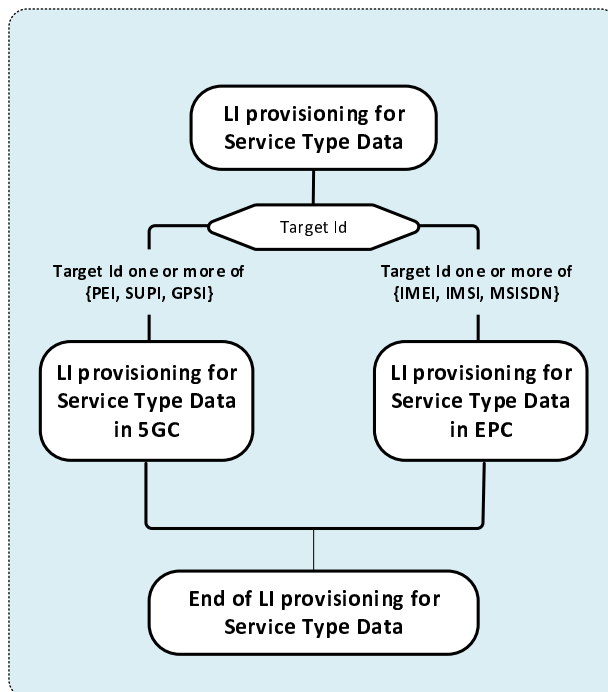 LI provisioning for
Service Type Data
Target Id
Target Id one or more of
{PEI, SUPI, GPSI}
Target Id one or more of
{IMEI, IMSI, MSISDN}
LI provisioning for
Service Type Data
in 5GC
LI provisioning for
Service Type Data
in EPC
End of LI provisioning for
Service Type Data